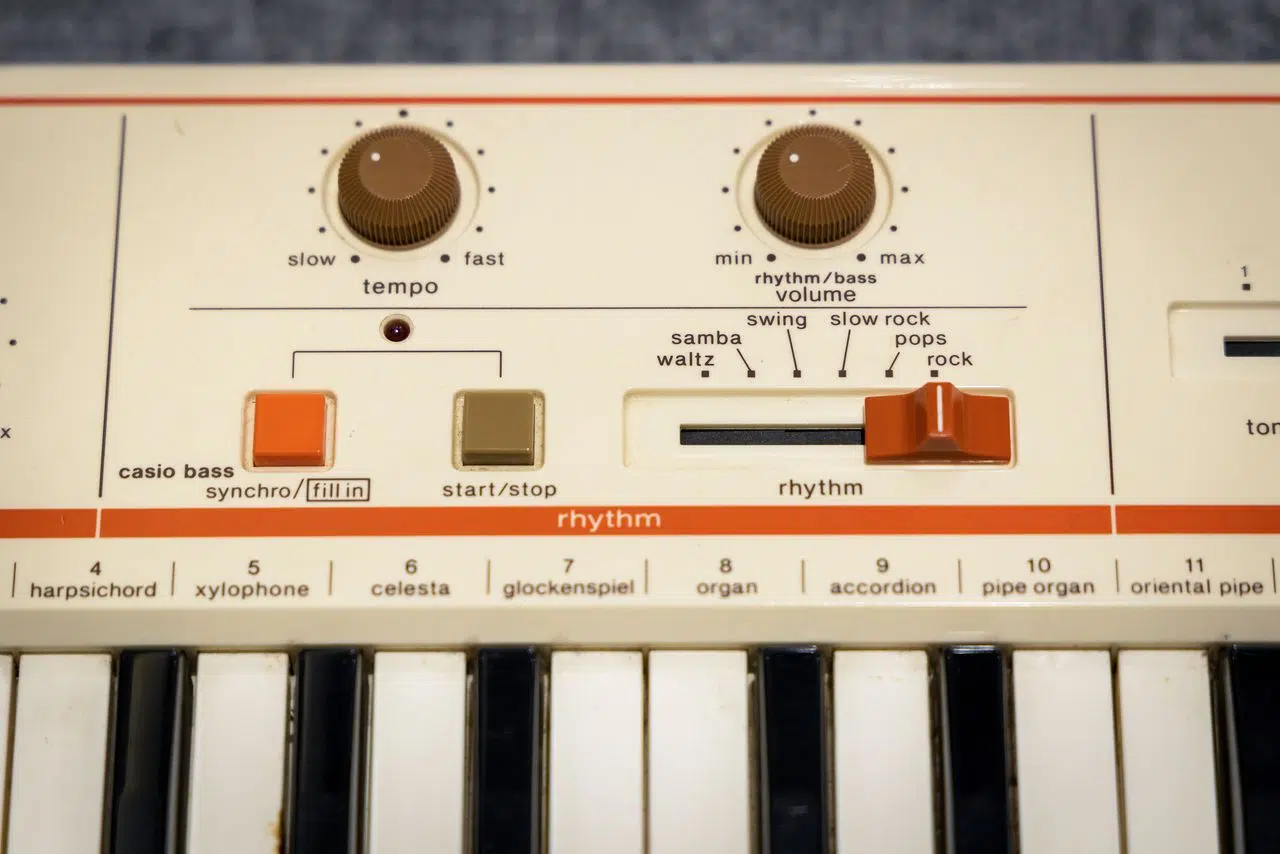 slow fast
tempo
min max
rhythm/bass
volume
swing slow rock
samba pops
waltz rock
1
x
casio bass
synchro/fill in start/stop rhythm
rhythm
4 5 6 7 8 9 10 11
harpsichord xylophone celesta glockenspiel organ accordion pipe organ oriental pipe